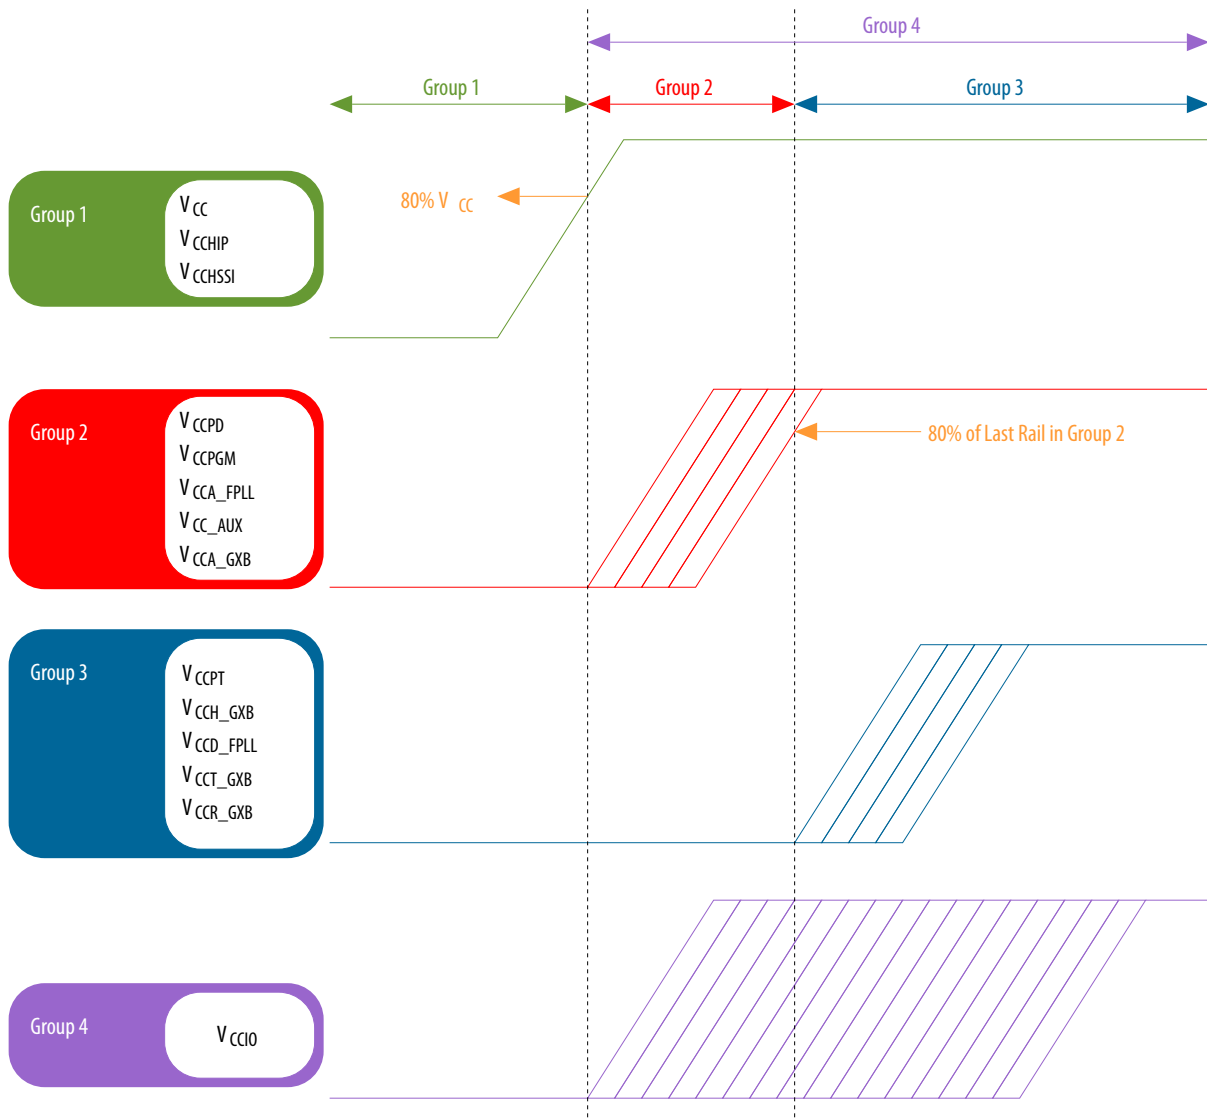 Group 4
Group 1
Group 2
Group 3
Group 1
V CC
V CCHIP
V CCHSSI
80% V CC
Group 2
V CCPD
V CCPGM
V CCA_FPLL
V CC_AUX
V CCA_GXB
80% of Last Rail in Group 2
Group 3
V CCPT
V CCH_GXB
V CCD_FPLL
V CCT_GXB
V CCR_GXB
Group 4
V CCIO